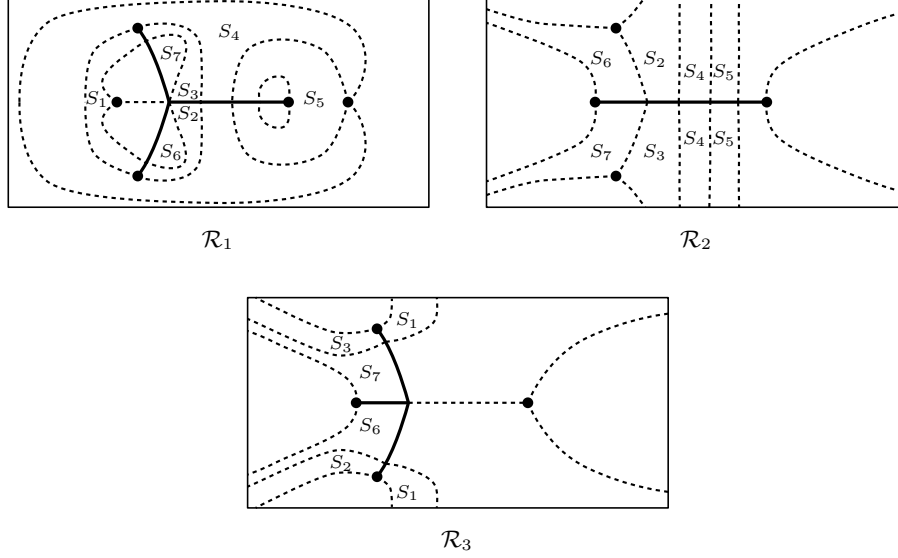 S₄
S₇
S₁ S₃ S₅
S₂
S₆
R₁
S₆ S₂
S₄ S₅
S₇ S₃ S₄ S₅
R₂
S₁
S₃
S₇
S₆
S₂
S₁
R₃